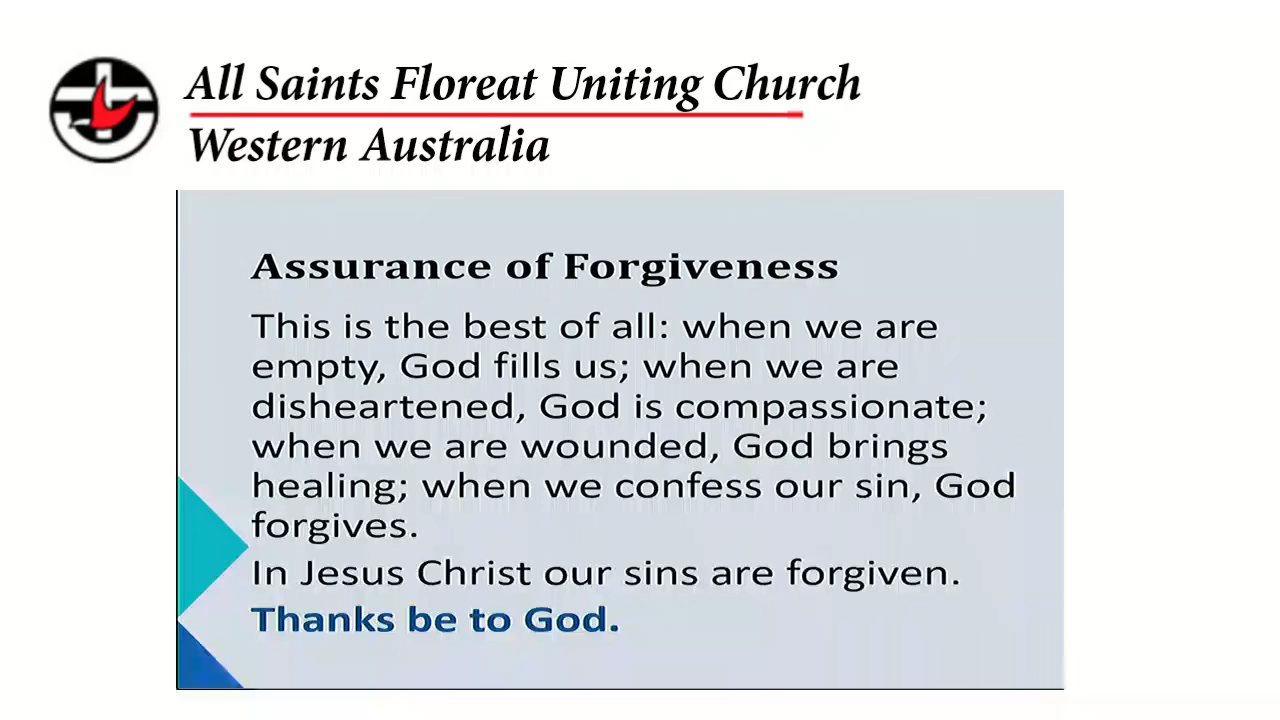 All Saints Floreat Uniting Church
Western Australia
Assurance of Forgiveness
This is the best of all: when we are
empty, God fills us; when we are
disheartened, God is compassionate;
when we are wounded, God brings
healing; when we confess our sin, God
forgives.
In Jesus Christ our sins are forgiven.
Thanks be to God.